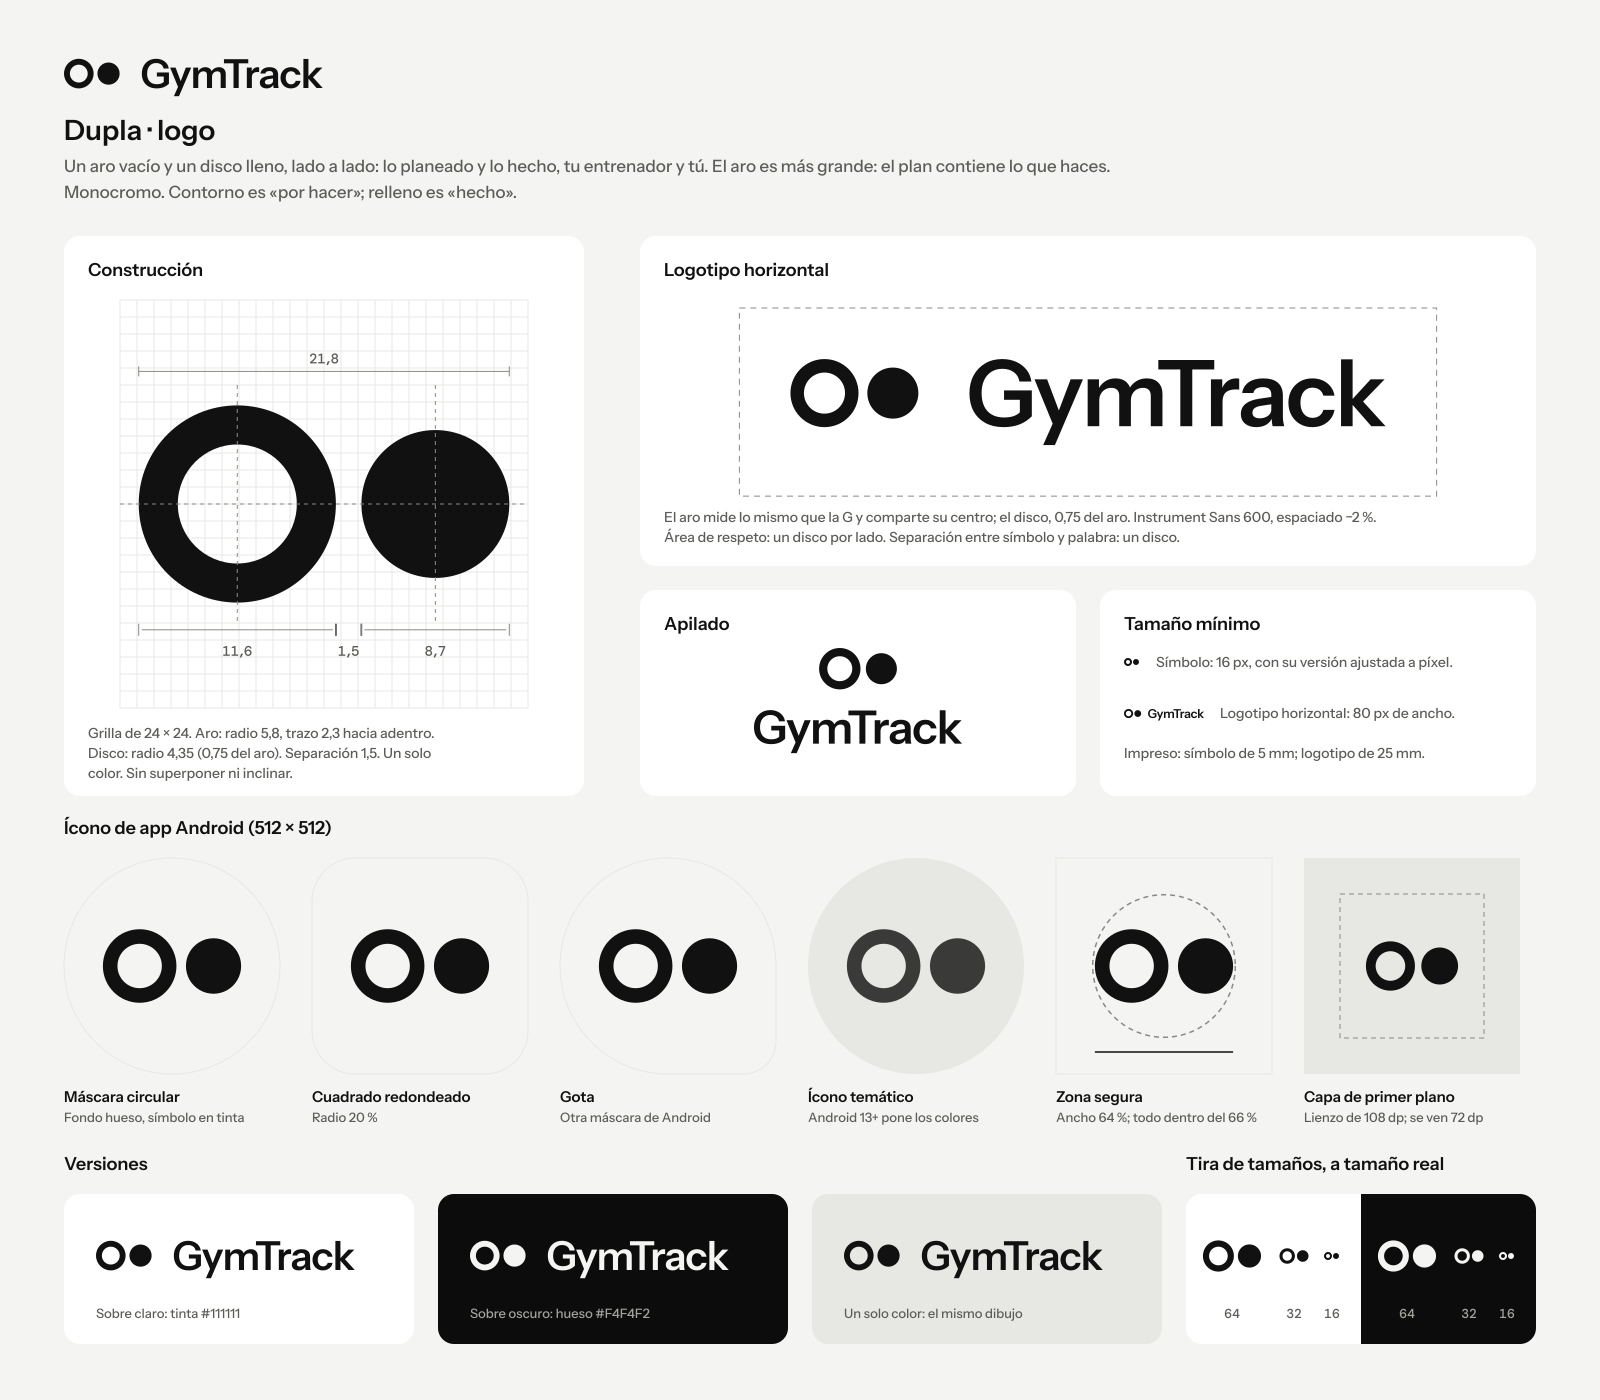 GymTrack
Dupla · logo
Un aro vacío y un disco lleno, lado a lado: lo planeado y lo hecho, tu entrenador y tú. El aro es más grande: el plan contiene lo que haces.
Monocromo. Contorno es «por hacer»; relleno es «hecho».
Construcción
21,8
11,6
1,5
8,7
Grilla de 24 × 24. Aro: radio 5,8, trazo 2,3 hacia adentro.
Disco: radio 4,35 (0,75 del aro). Separación 1,5. Un solo
color. Sin superponer ni inclinar.
Logotipo horizontal
GymTrack
El aro mide lo mismo que la G y comparte su centro; el disco, 0,75 del aro. Instrument Sans 600, espaciado −2 %.
Área de respeto: un disco por lado. Separación entre símbolo y palabra: un disco.
Apilado
GymTrack
Tamaño mínimo
Símbolo: 16 px, con su versión ajustada a píxel.
GymTrack
Logotipo horizontal: 80 px de ancho.
Impreso: símbolo de 5 mm; logotipo de 25 mm.
Ícono de app Android (512 × 512)
Máscara circular
Fondo hueso, símbolo en tinta
Cuadrado redondeado
Radio 20 %
Gota
Otra máscara de Android
Ícono temático
Android 13+ pone los colores
Zona segura
Ancho 64 %; todo dentro del 66 %
Capa de primer plano
Lienzo de 108 dp; se ven 72 dp
Versiones
GymTrack
Sobre claro: tinta #111111
GymTrack
Sobre oscuro: hueso #F4F4F2
GymTrack
Un solo color: el mismo dibujo
Tira de tamaños, a tamaño real
64 32 16
64 32 16